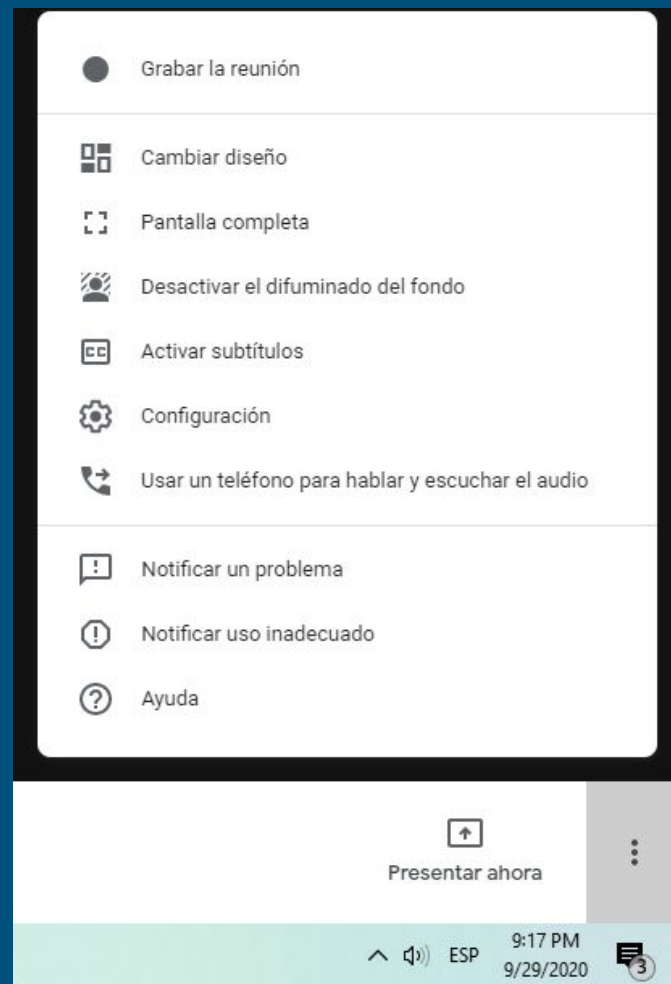 Grabar la reunión
Cambiar diseño
Pantalla completa
Desactivar el difuminado del fondo
Activar subtítulos
Configuración
Usar un teléfono para hablar y escuchar el audio
Notificar un problema
Notificar uso inadecuado
Ayuda
Presentar ahora
ESP
9:17 PM
9/29/2020
3